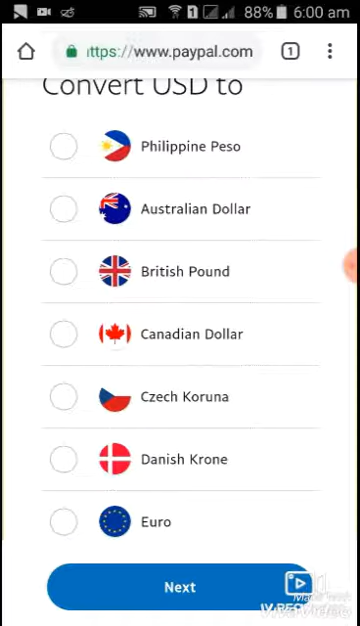 1 88% 6:00 am
https://www.paypal.com 1
Convert USD to
Philippine Peso
Australian Dollar
British Pound
Canadian Dollar
Czech Koruna
Danish Krone
Euro
Next